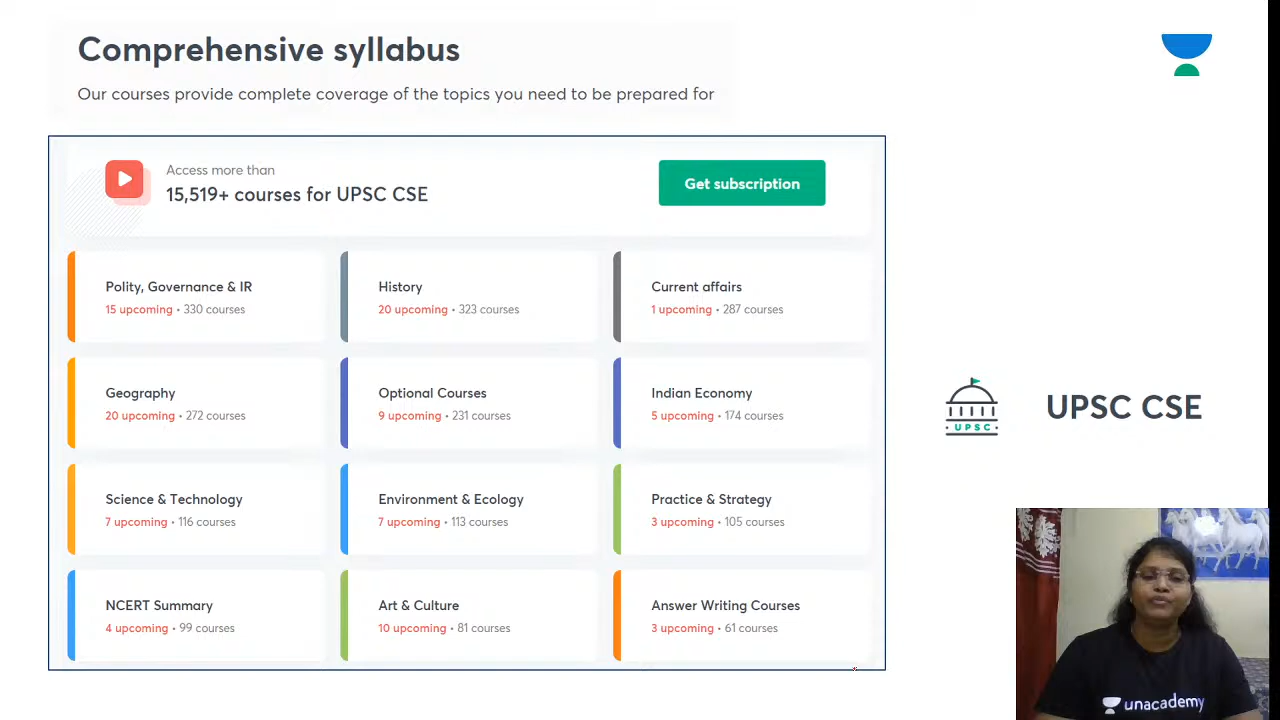 Comprehensive syllabus
Our courses provide complete coverage of the topics you need to be prepared for
Access more than
15,519+ courses for UPSC CSE
Get subscription
Polity, Governance & IR
15 upcoming • 330 courses
History
20 upcoming • 323 courses
Current affairs
1 upcoming • 287 courses
Geography
20 upcoming • 272 courses
Optional Courses
9 upcoming • 231 courses
Indian Economy
5 upcoming • 174 courses
Science & Technology
7 upcoming • 116 courses
Environment & Ecology
7 upcoming • 113 courses
Practice & Strategy
3 upcoming • 105 courses
NCERT Summary
4 upcoming • 99 courses
Art & Culture
10 upcoming • 81 courses
Answer Writing Courses
3 upcoming • 61 courses
UPSC
UPSC CSE
unacademy